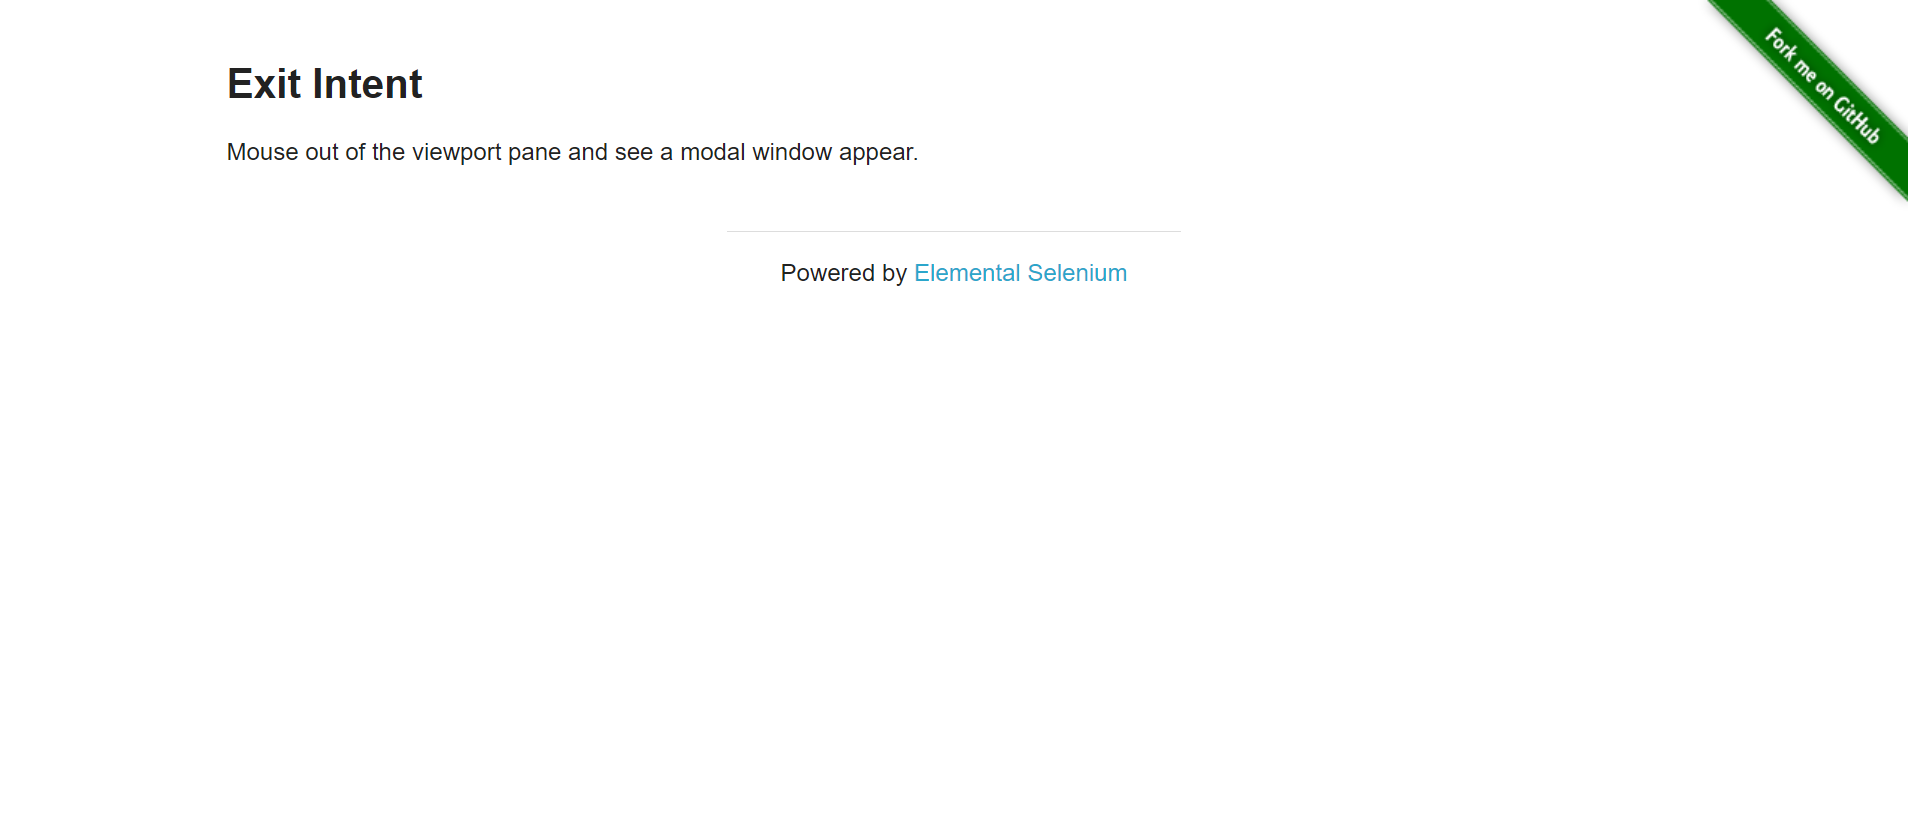 Fork me on GitHub
Exit Intent
Mouse out of the viewport pane and see a modal window appear.
Powered by Elemental Selenium